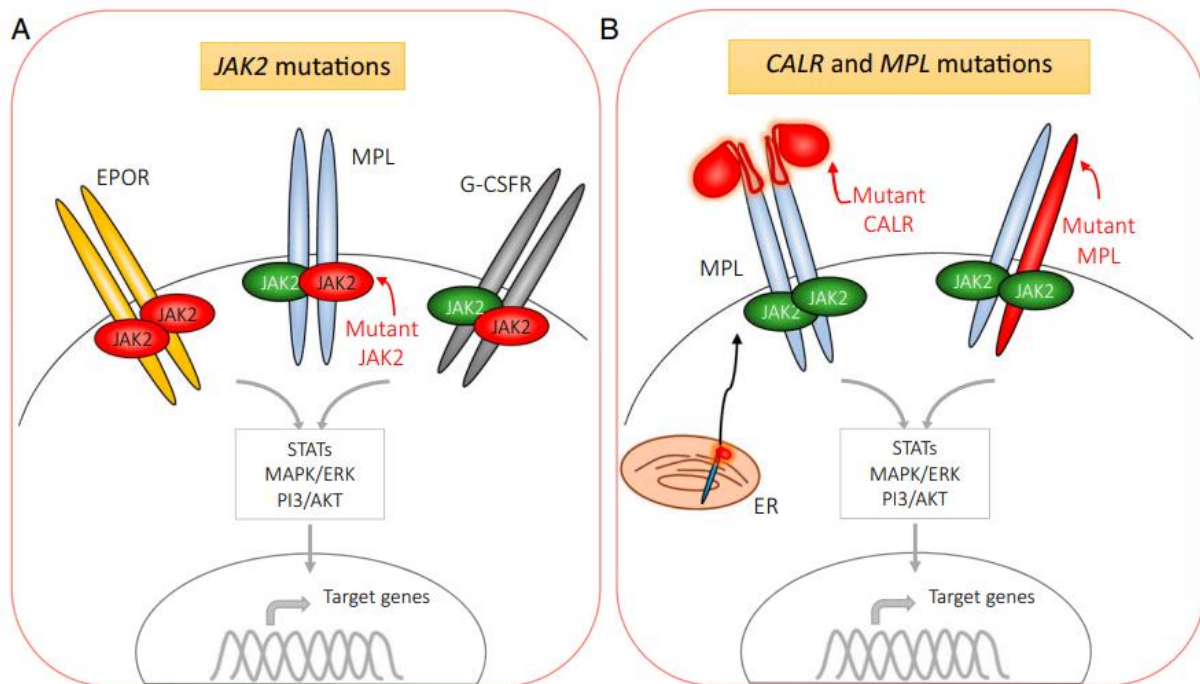 A
JAK2 mutations
EPOR
MPL
G-CSFR
JAK2
JAK2
JAK2
JAK2
JAK2
JAK2
Mutant
JAK2
STATs
MAPK/ERK
PI3/AKT
Target genes
B
CALR and MPL mutations
Mutant
CALR
Mutant
MPL
MPL
JAK2
JAK2
JAK2
JAK2
ER
STATs
MAPK/ERK
PI3/AKT
Target genes